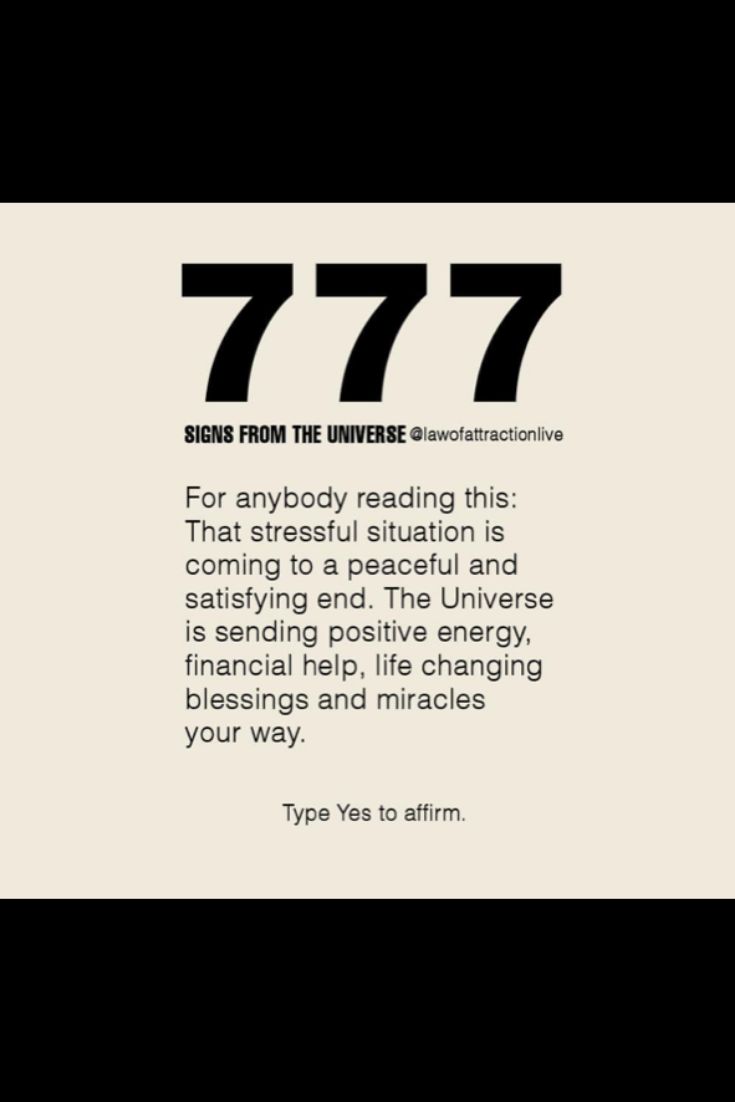 777
SIGNS FROM THE UNIVERSE @lawofattractionlive
For anybody reading this:
That stressful situation is
coming to a peaceful and
satisfying end. The Universe
is sending positive energy,
financial help, life changing
blessings and miracles
your way.
Type Yes to affirm.